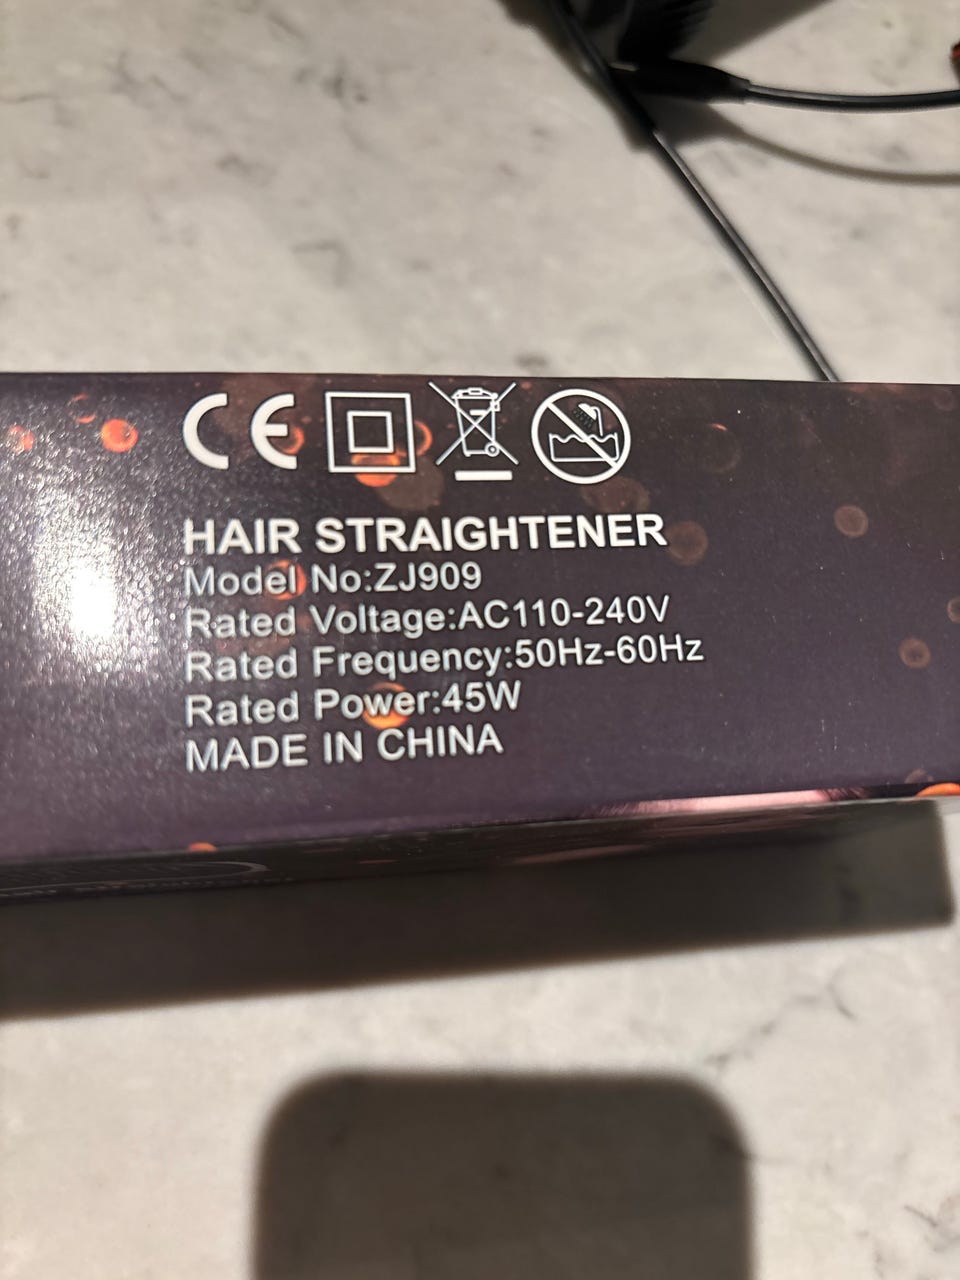 CE
HAIR STRAIGHTENER
Model No:ZJ909
Rated Voltage:AC110-240V
Rated Frequency:50Hz-60Hz
Rated Power:45W
MADE IN CHINA